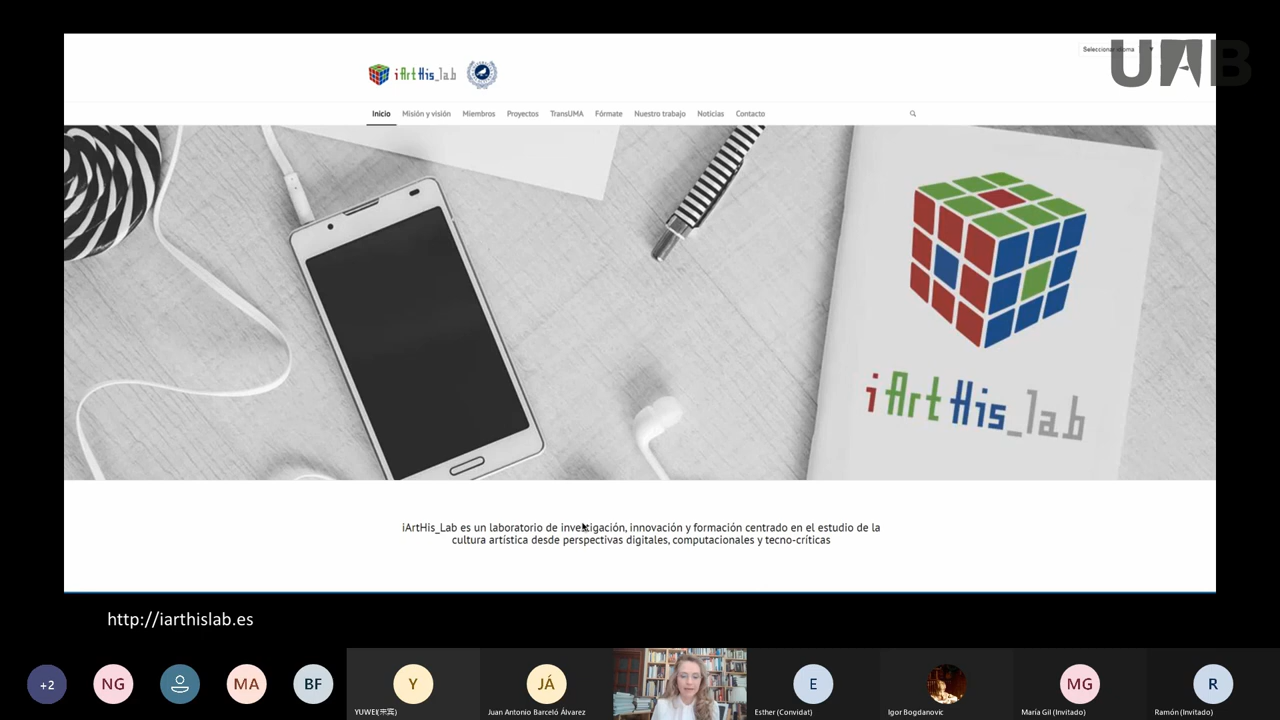 Seleccionar idioma
UAB
iArtHis_lab
Inicio Misión y visión Miembros Proyectos TransUMA Fórmate Nuestro trabajo Noticias Contacto
iArtHis_lab
iArtHis_Lab es un laboratorio de investigación, innovación y formación centrado en el estudio de la
cultura artística desde perspectivas digitales, computacionales y tecno-críticas
http://iarthislab.es
+2 NG MA BF Y JÁ E MG R
Juan Antonio Barceló Álvarez Esther (Convidat) Igor Bogdanovic María Gil (Invitado) Ramón (Invitado)